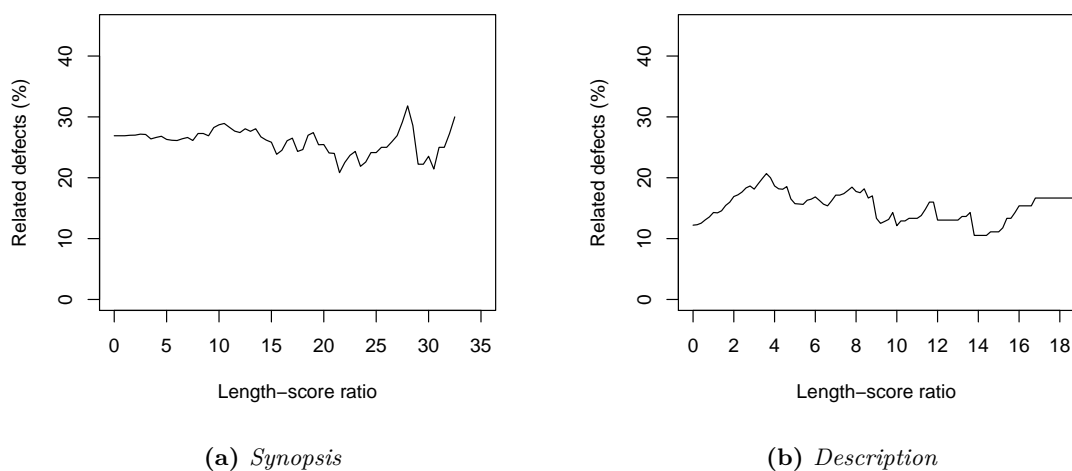 40
30
20
10
0
Related defects (%)
0 5 10 15 20 25 30 35
Length−score ratio
(a) Synopsis
40
30
20
10
0
Related defects (%)
0 2 4 6 8 10 12 14 16 18
Length−score ratio
(b) Description